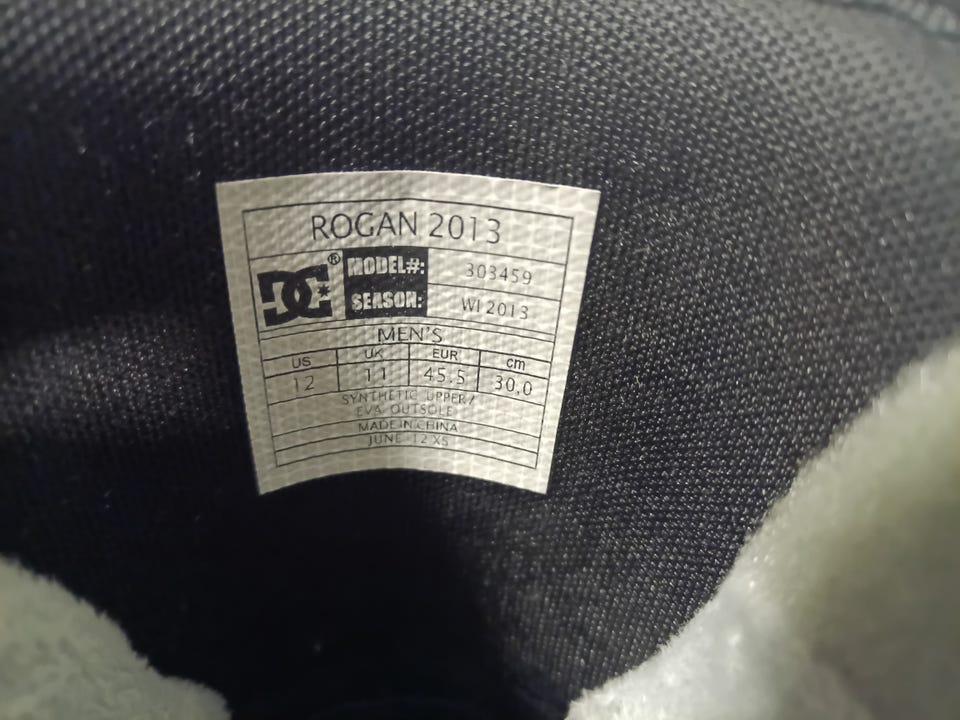 ROGAN 2013
DC ® MODEL#: 303459
SEASON: WI 2013
MEN'S
US UK EUR cm
12 11 45.5 30.0
SYNTHETIC UPPER/
EVA OUTSOLE
MADE IN CHINA
JUNE-12 XS